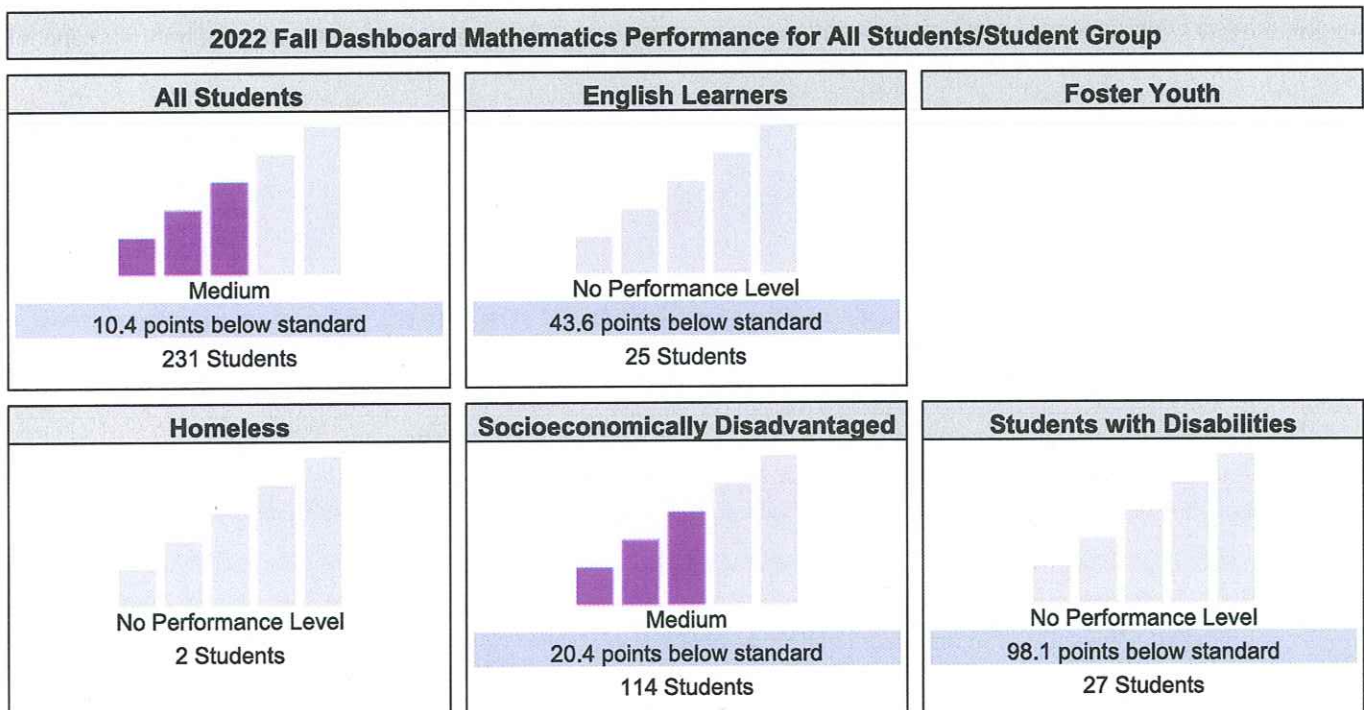 2022 Fall Dashboard Mathematics Performance for All Students/Student Group
All Students
Medium
10.4 points below standard
231 Students
English Learners
No Performance Level
43.6 points below standard
25 Students
Foster Youth
Homeless
No Performance Level
2 Students
Socioeconomically Disadvantaged
Medium
20.4 points below standard
114 Students
Students with Disabilities
No Performance Level
98.1 points below standard
27 Students